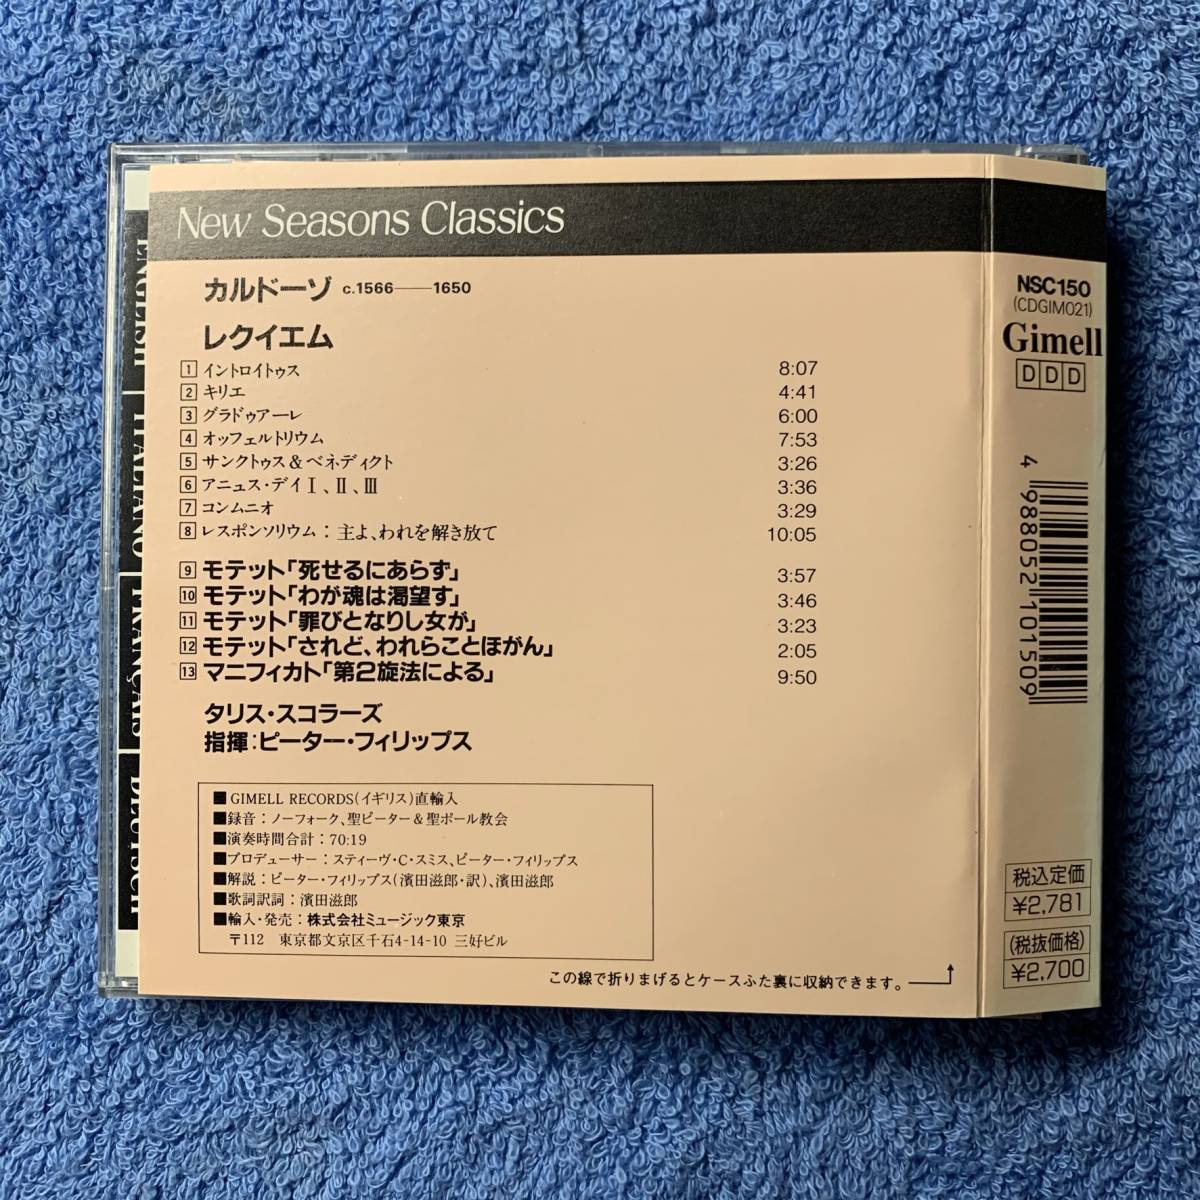 New Seasons Classics
カルドーゾ c.1566――1650
レクイエム
1 イントロイトゥス 8:07
2 キリエ 4:41
3 グラドゥアーレ 6:00
4 オッフェルトリウム 7:53
5 サンクトゥス&ベネディクト 3:26
6 アニュス・デイⅠ、Ⅱ、Ⅲ 3:36
7 コンムニオ 3:29
8 レスポンソリウム:主よ、われを解き放て 10:05
9 モテット「死せるにあらず」 3:57
10 モテット「わが魂は渇望す」 3:46
11 モテット「罪びとなりし女が」 3:23
12 モテット「されど、われらことほがん」 2:05
13 マニフィカト「第2旋法による」 9:50
タリス・スコラーズ
指揮:ピーター・フィリップス
■GIMELL RECORDS(イギリス)直輸入
■録音:ノーフォーク、聖ピーター&聖ポール教会
■演奏時間合計:70:19
■プロデューサー:スティーヴ・C・スミス、ピーター・フィリップス
■解説:ピーター・フィリップス(濱田滋郎・訳)、濱田滋郎
■歌詞訳詞:濱田滋郎
■輸入・発売:株式会社ミュージック東京
〒112 東京都文京区千石4-14-10 三好ビル
この線で折りまげるとケースふた裏に収納できます。
NSC150
(CDGIM021)
Gimell
DDD
4 988052 101509
税込定価
¥2,781
(税抜価格)
¥2,700
ENGLISH
ITALIANO
FRANÇAIS
DEUTSCH